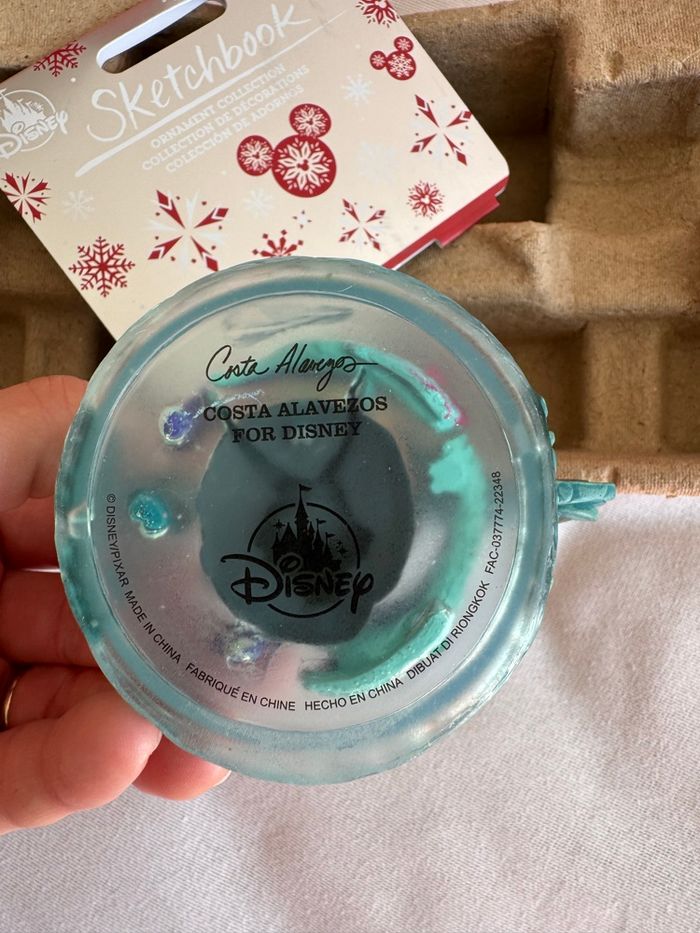 Disney
Sketchbook
ORNAMENT COLLECTION
COLLECTION DE DÉCORATIONS
COLECCIÓN DE ADORNOS
Costa Alavezos
COSTA ALAVEZOS
FOR DISNEY
Disney
© DISNEY/PIXAR MADE IN CHINA FABRIQUÉ EN CHINE HECHO EN CHINA DIBUAT DI RIONGKOK FAC-037774-22348